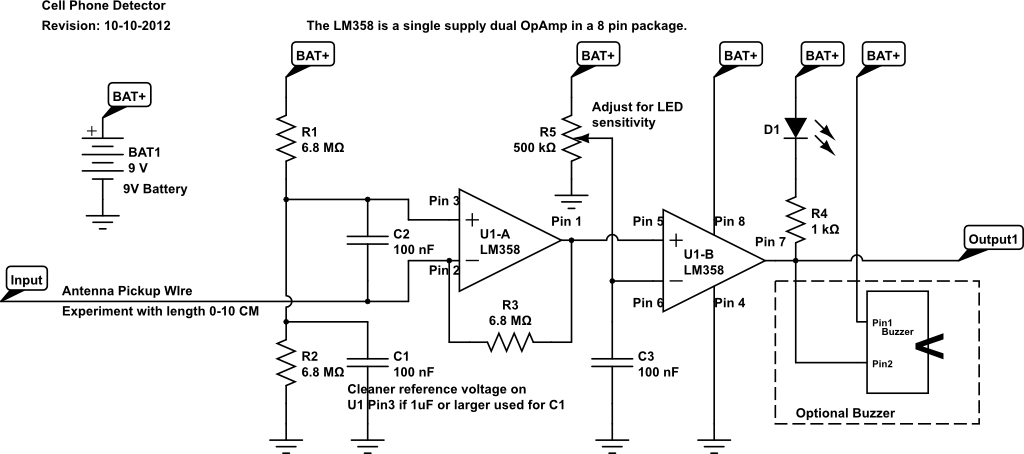 Cell Phone Detector
Revision: 10-10-2012
The LM358 is a single supply dual OpAmp in a 8 pin package.
BAT+
BAT+
BAT+
BAT+
BAT+
BAT+
+
BAT1
9 V
9V Battery
R1
6.8 MΩ
R5
500 kΩ
Adjust for LED
sensitivity
D1
R4
1 kΩ
Pin 3
C2
100 nF
+
−
U1-A
LM358
Pin 2
Pin 1
Pin 5
Pin 8
+
−
U1-B
LM358
Pin 6
Pin 4
Pin 7
Output1
Input
Antenna Pickup WIre
Experiment with length 0-10 CM
R3
6.8 MΩ
R2
6.8 MΩ
C1
100 nF
Cleaner reference voltage on
U1 Pin3 if 1uF or larger used for C1
C3
100 nF
Pin1
Buzzer
Pin2
Optional Buzzer